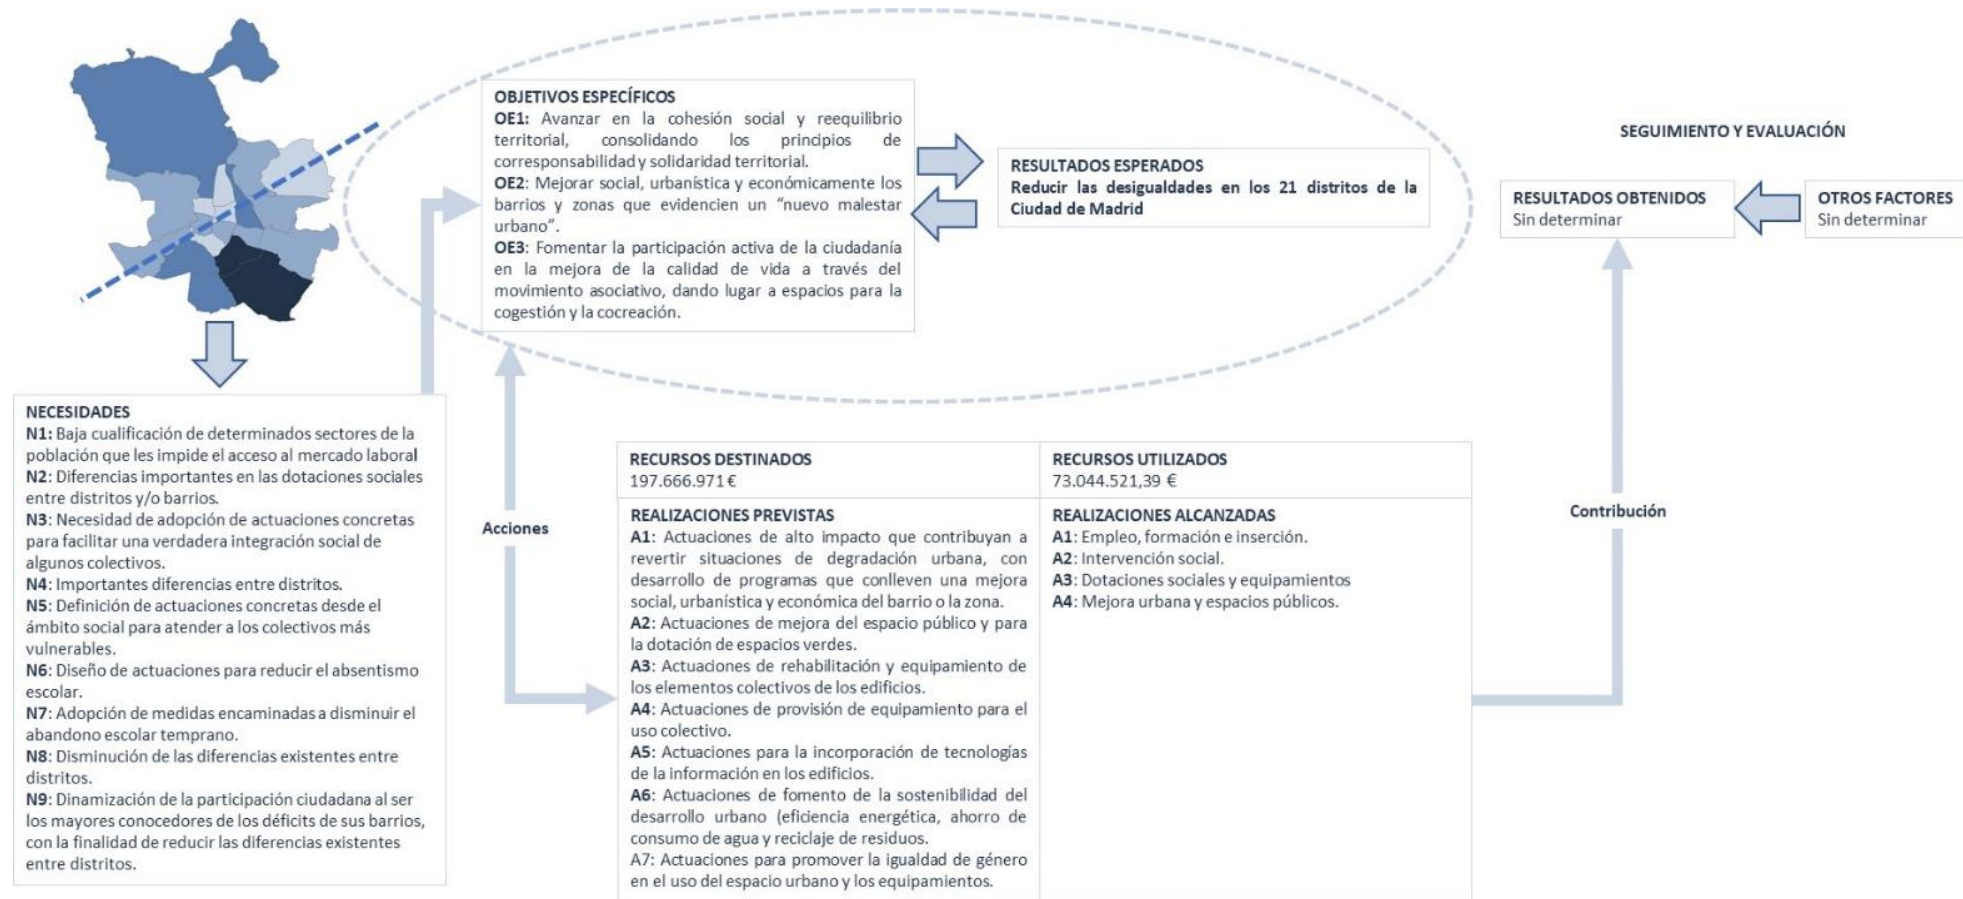 OBJETIVOS ESPECÍFICOS
OE1: Avanzar en la cohesión social y reequilibrio
territorial, consolidando los principios de
corresponsabilidad y solidaridad territorial.
OE2: Mejorar social, urbanística y económicamente los
barrios y zonas que evidencien un “nuevo malestar
urbano”.
OE3: Fomentar la participación activa de la ciudadanía
en la mejora de la calidad de vida a través del
movimiento asociativo, dando lugar a espacios para la
cogestión y la cocreación.
RESULTADOS ESPERADOS
Reducir las desigualdades en los 21 distritos de la
Ciudad de Madrid
SEGUIMIENTO Y EVALUACIÓN
RESULTADOS OBTENIDOS
Sin determinar
OTROS FACTORES
Sin determinar
NECESIDADES
N1: Baja cualificación de determinados sectores de la
población que les impide el acceso al mercado laboral
N2: Diferencias importantes en las dotaciones sociales
entre distritos y/o barrios.
N3: Necesidad de adopción de actuaciones concretas
para facilitar una verdadera integración social de
algunos colectivos.
N4: Importantes diferencias entre distritos.
N5: Definición de actuaciones concretas desde el
ámbito social para atender a los colectivos más
vulnerables.
N6: Diseño de actuaciones para reducir el absentismo
escolar.
N7: Adopción de medidas encaminadas a disminuir el
abandono escolar temprano.
N8: Disminución de las diferencias existentes entre
distritos.
N9: Dinamización de la participación ciudadana al ser
los mayores conocedores de los déficits de sus barrios,
con la finalidad de reducir las diferencias existentes
entre distritos.
Acciones
RECURSOS DESTINADOS
197.666.971 €
REALIZACIONES PREVISTAS
A1: Actuaciones de alto impacto que contribuyan a
revertir situaciones de degradación urbana, con
desarrollo de programas que conlleven una mejora
social, urbanística y económica del barrio o la zona.
A2: Actuaciones de mejora del espacio público y para
la dotación de espacios verdes.
A3: Actuaciones de rehabilitación y equipamiento de
los elementos colectivos de los edificios.
A4: Actuaciones de provisión de equipamiento para el
uso colectivo.
A5: Actuaciones para la incorporación de tecnologías
de la información en los edificios.
A6: Actuaciones de fomento de la sostenibilidad del
desarrollo urbano (eficiencia energética, ahorro de
consumo de agua y reciclaje de residuos.
A7: Actuaciones para promover la igualdad de género
en el uso del espacio urbano y los equipamientos.
RECURSOS UTILIZADOS
73.044.521,39 €
REALIZACIONES ALCANZADAS
A1: Empleo, formación e inserción.
A2: Intervención social.
A3: Dotaciones sociales y equipamientos
A4: Mejora urbana y espacios públicos.
Contribución